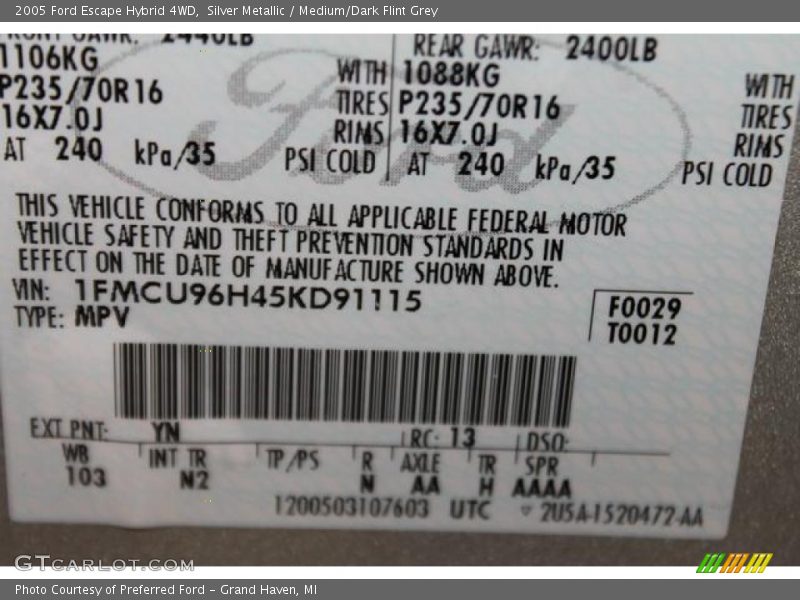 2005 Ford Escape Hybrid 4WD, Silver Metallic / Medium/Dark Flint Grey
FRONT GAWR: 2440LB REAR GAWR: 2400LB
1106KG WITH 1088KG WITH
P235/70R16 TIRES P235/70R16 TIRES
16X7.0J RIMS 16X7.0J RIMS
AT 240 kPa/35 PSI COLD AT 240 kPa/35 PSI COLD
Ford
THIS VEHICLE CONFORMS TO ALL APPLICABLE FEDERAL MOTOR
VEHICLE SAFETY AND THEFT PREVENTION STANDARDS IN
EFFECT ON THE DATE OF MANUFACTURE SHOWN ABOVE.
VIN: 1FMCU96H45KD91115
TYPE: MPV
F0029
T0012
EXT PNT: YN RC: 13 DSO:
WB INT TR TP/PS R AXLE TR SPR
103 N2 N AA H AAAA
1200503107603 UTC ▽ 2U5A-1520472-AA
GTCARLOT.COM
Photo Courtesy of Preferred Ford - Grand Haven, MI